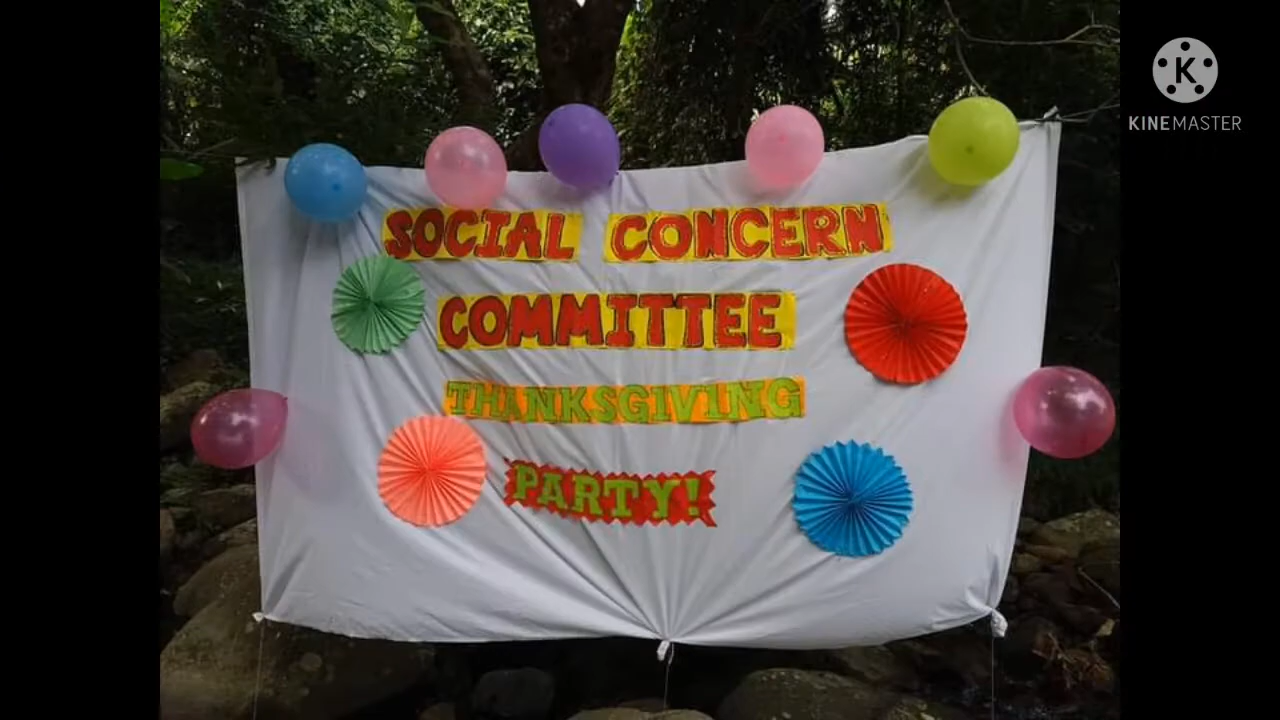 SOCIAL CONCERN
COMMITTEE
THANKSGIVING
PARTY!
K
KINEMASTER